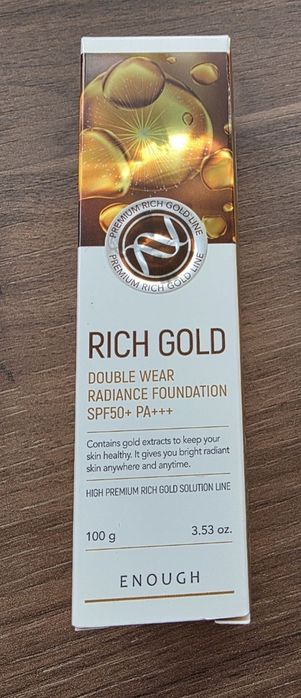 PREMIUM RICH GOLD LINE
PREMIUM RICH GOLD LINE
RICH GOLD
DOUBLE WEAR
RADIANCE FOUNDATION
SPF50+ PA+++
Contains gold extracts to keep your
skin healthy. It gives you bright radiant
skin anywhere and anytime.
HIGH PREMIUM RICH GOLD SOLUTION LINE
100 g 3.53 oz.
ENOUGH